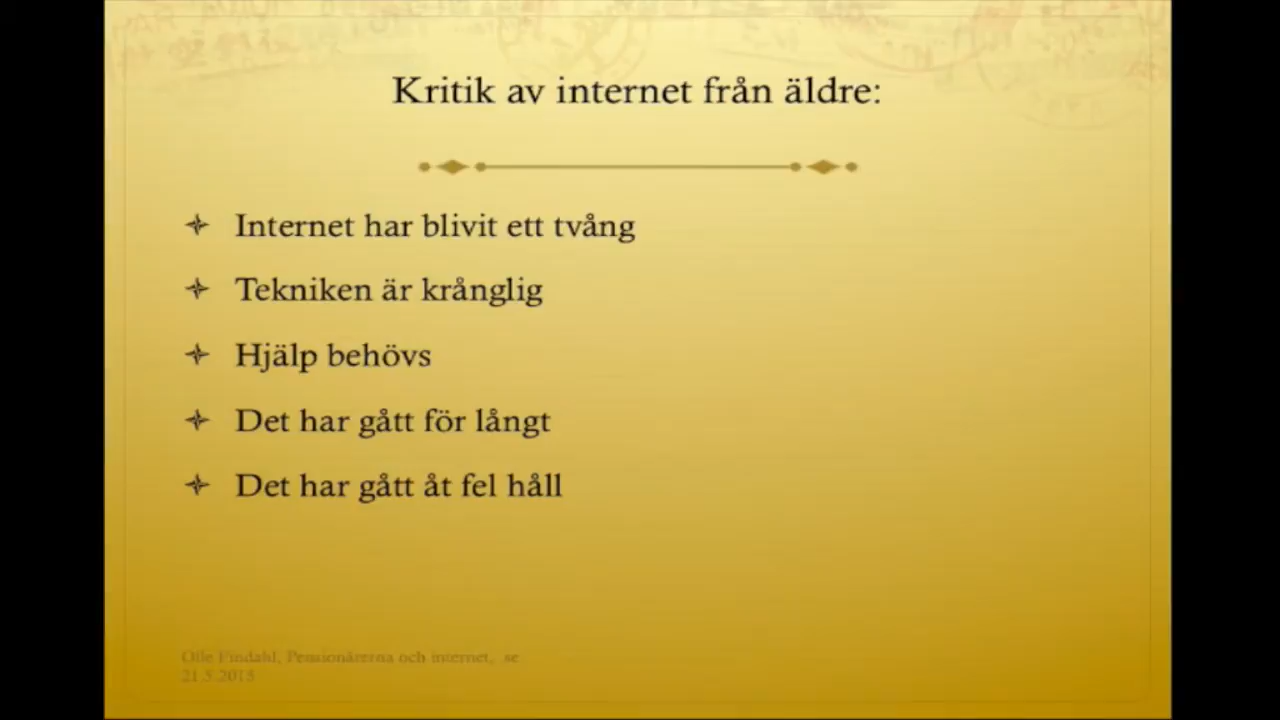 Kritik av internet från äldre:
Internet har blivit ett tvång
Tekniken är krånglig
Hjälp behövs
Det har gått för långt
Det har gått åt fel håll
Olle Findahl, Pensionärerna och internet, .se
21.5.2015